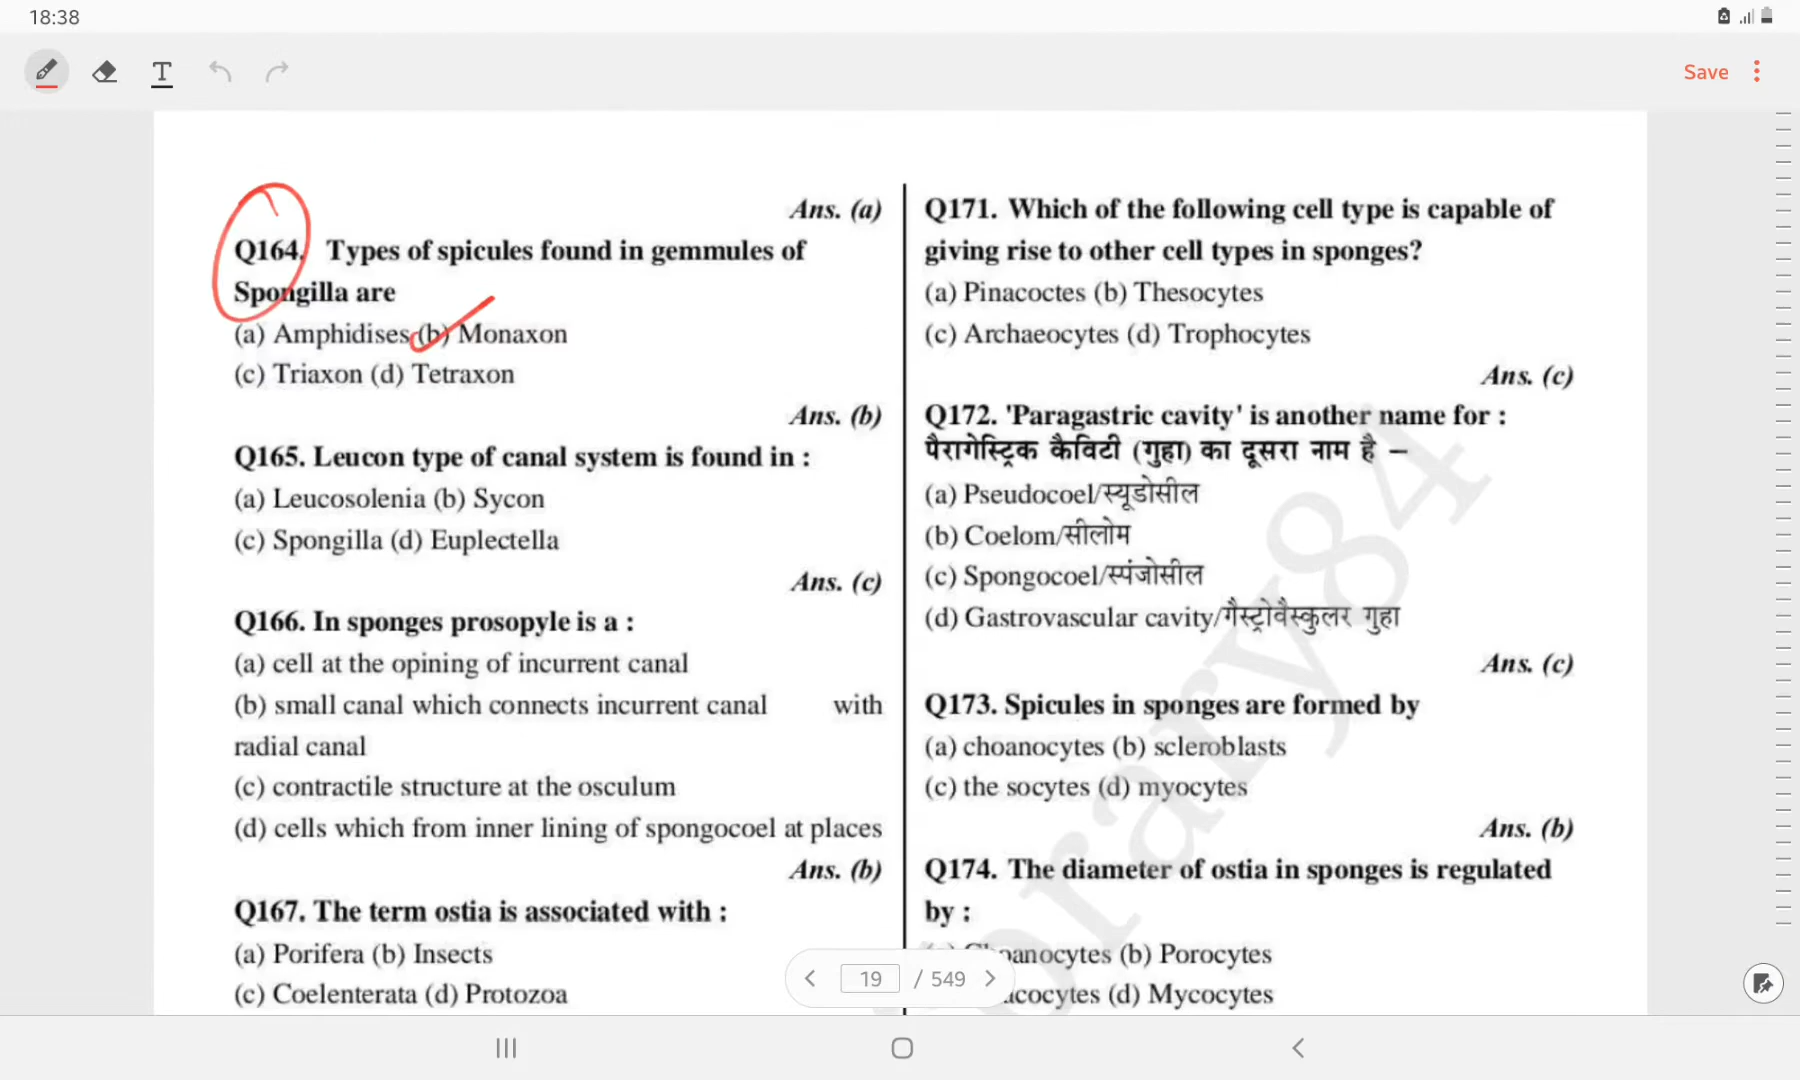 18:38
Save
Ans. (a)
Q164. Types of spicules found in gemmules of
Spongilla are
(a) Amphidises (b) Monaxon
(c) Triaxon (d) Tetraxon
Ans. (b)
Q165. Leucon type of canal system is found in :
(a) Leucosolenia (b) Sycon
(c) Spongilla (d) Euplectella
Ans. (c)
Q166. In sponges prosopyle is a :
(a) cell at the opining of incurrent canal
(b) small canal which connects incurrent canal with
radial canal
(c) contractile structure at the osculum
(d) cells which from inner lining of spongocoel at places
Ans. (b)
Q167. The term ostia is associated with :
(a) Porifera (b) Insects
(c) Coelenterata (d) Protozoa
Q171. Which of the following cell type is capable of
giving rise to other cell types in sponges?
(a) Pinacoctes (b) Thesocytes
(c) Archaeocytes (d) Trophocytes
Ans. (c)
Q172. 'Paragastric cavity' is another name for :
पैरागेस्ट्रिक कैविटी (गुहा) का दूसरा नाम है –
(a) Pseudocoel/स्यूडोसील
(b) Coelom/सीलोम
(c) Spongocoel/स्पंजोसील
(d) Gastrovascular cavity/गैस्ट्रोवैस्कुलर गुहा
Ans. (c)
Q173. Spicules in sponges are formed by
(a) choanocytes (b) scleroblasts
(c) the socytes (d) myocytes
Ans. (b)
Q174. The diameter of ostia in sponges is regulated
by :
(b) Porocytes
(d) Mycocytes
19 / 549